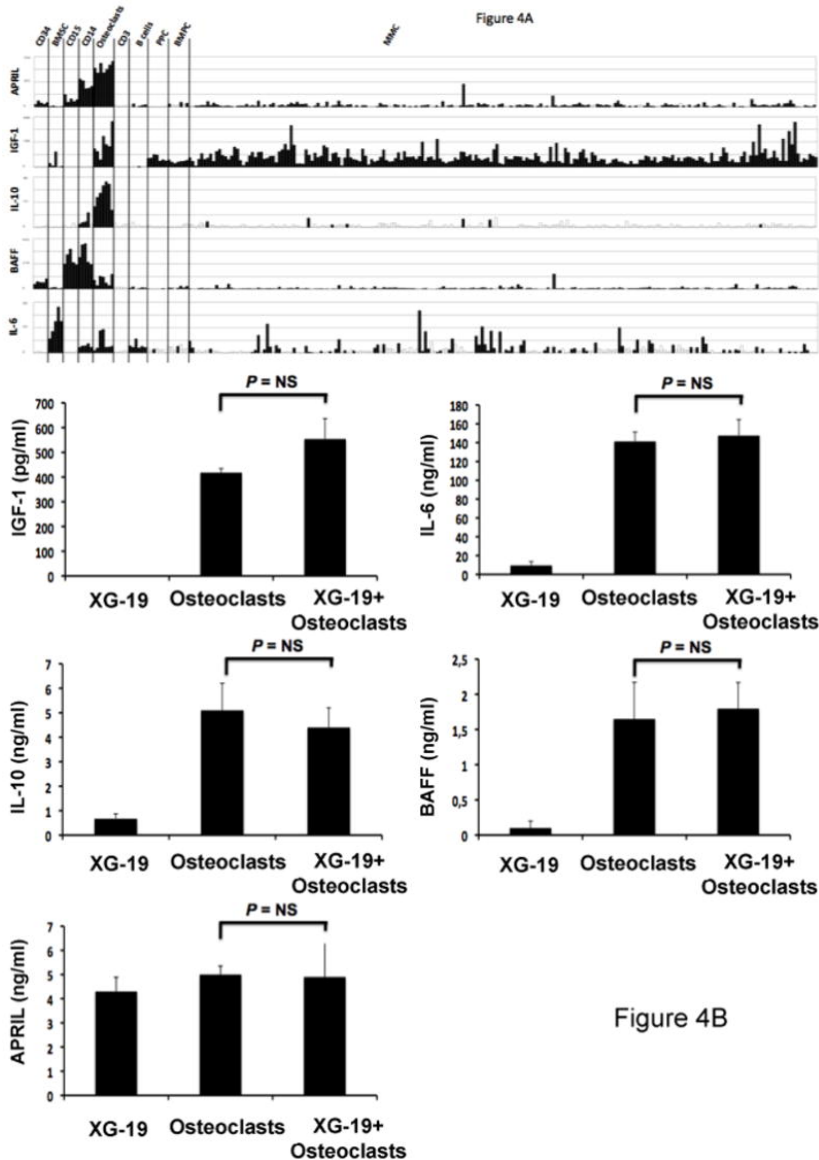 Figure 4A
CD34 BMSC CD15 CD14 Osteoclasts CD3 B cells PPC BMPC MMC
APRIL
IGF-1
IL-10
BAFF
IL-6
P = NS
IGF-1 (pg/ml)
700
600
500
400
300
200
100
0
XG-19 Osteoclasts XG-19+
Osteoclasts
P = NS
IL-6 (ng/ml)
180
160
140
120
100
80
60
40
20
0
XG-19 Osteoclasts XG-19+
Osteoclasts
P = NS
IL-10 (ng/ml)
7
6
5
4
3
2
1
0
XG-19 Osteoclasts XG-19+
Osteoclasts
P = NS
BAFF (ng/ml)
2,5
2
1,5
1
0,5
0
XG-19 Osteoclasts XG-19+
Osteoclasts
P = NS
APRIL (ng/ml)
7
6
5
4
3
2
1
0
XG-19 Osteoclasts XG-19+
Osteoclasts
Figure 4B